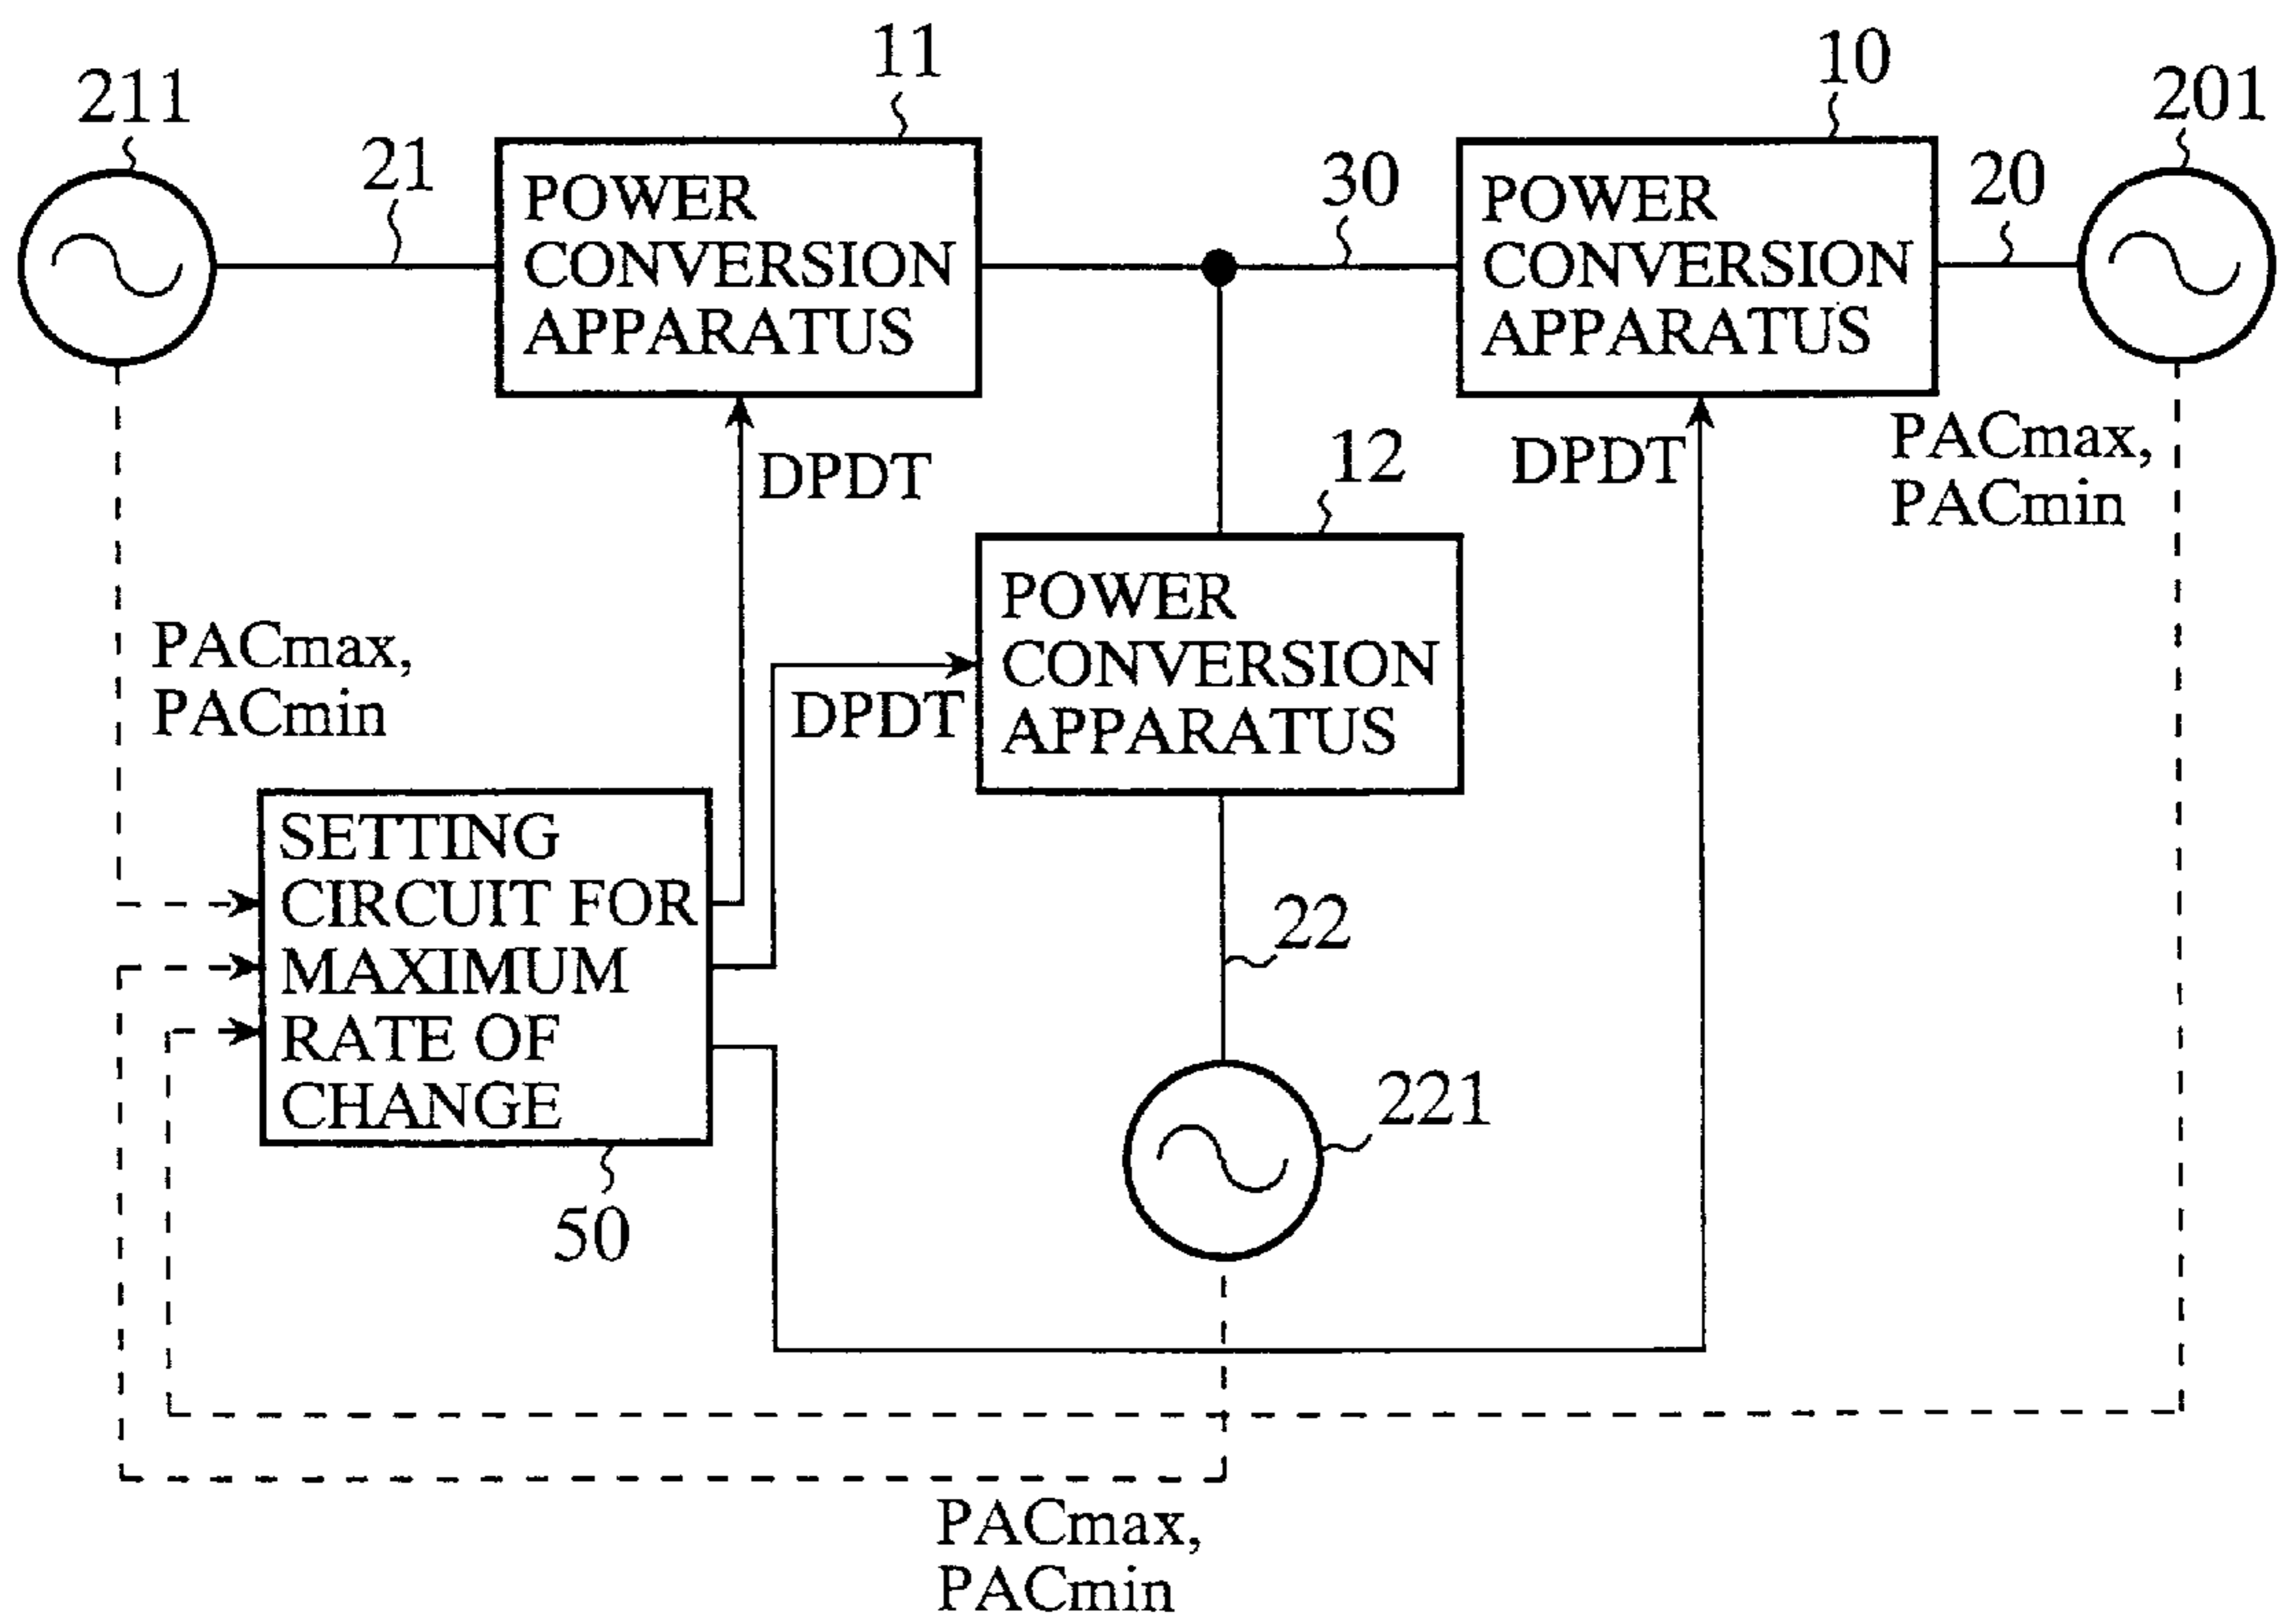 211
21
11
30
10
20
201
POWER
CONVERSION
APPARATUS
POWER
CONVERSION
APPARATUS
DPDT
12
DPDT
PACmax,
PACmin
PACmax,
PACmin
POWER
CONVERSION
APPARATUS
DPDT
SETTING
CIRCUIT FOR
MAXIMUM
RATE OF
CHANGE
22
221
50
PACmax,
PACmin